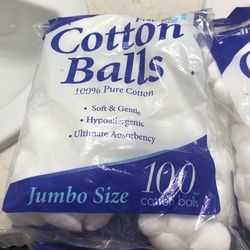 Cotton
Balls
100% Pure Cotton
• Soft & Gentle
• Hypoallergenic
• Ultimate Absorbency
Jumbo Size
100
cotton balls